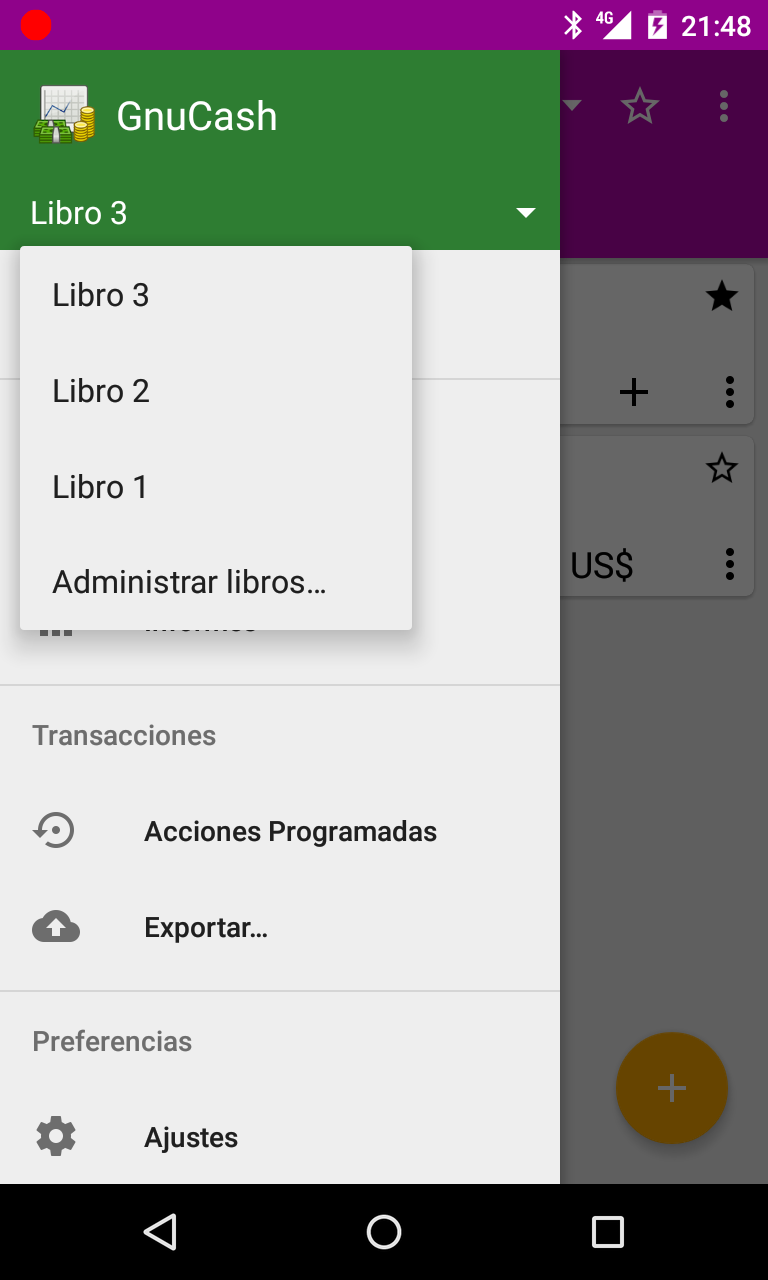 4G 21:48
GnuCash
Libro 3
Libro 3
Libro 2
Libro 1
US$
Administrar libros...
Transacciones
Acciones Programadas
Exportar...
Preferencias
Ajustes